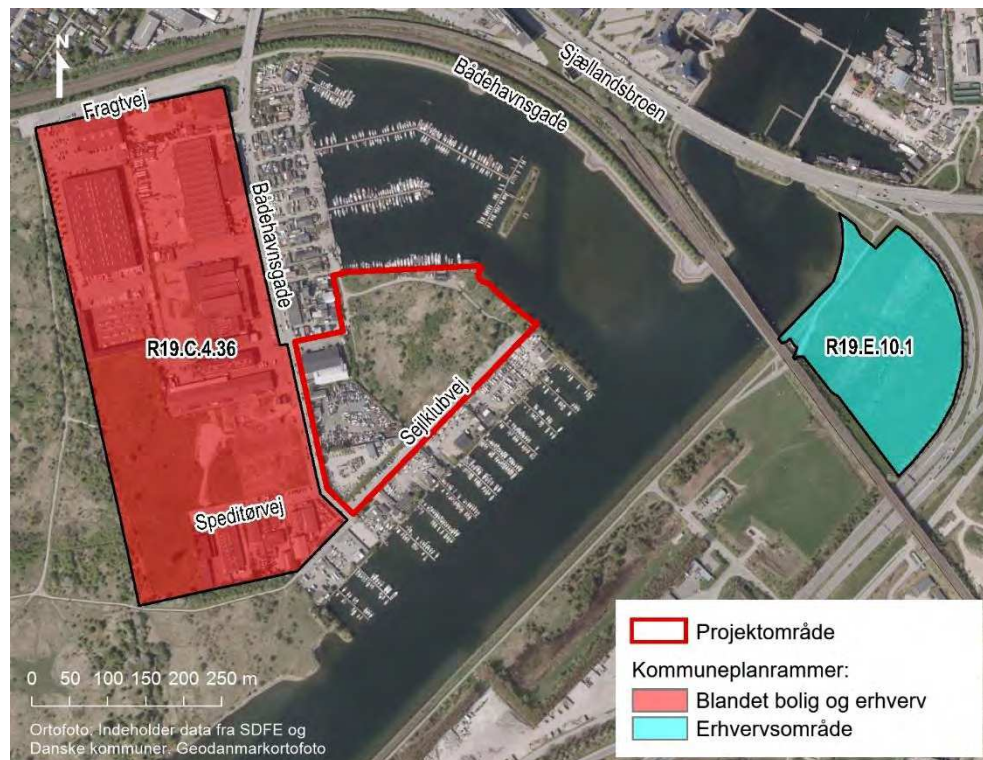 N
Fragtvej
Bådehavnsgade
Sjællandsbroen
Bådehavnsgade
R19.C.4.36
R19.E.10.1
Sejlklubvej
Speditørvej
0 50 100 150 200 250 m
Ortofoto: Indeholder data fra SDFE og
Danske kommuner, Geodanmarkortofoto
Projektområde
Kommuneplanrammer:
Blandet bolig og erhverv
Erhvervsområde